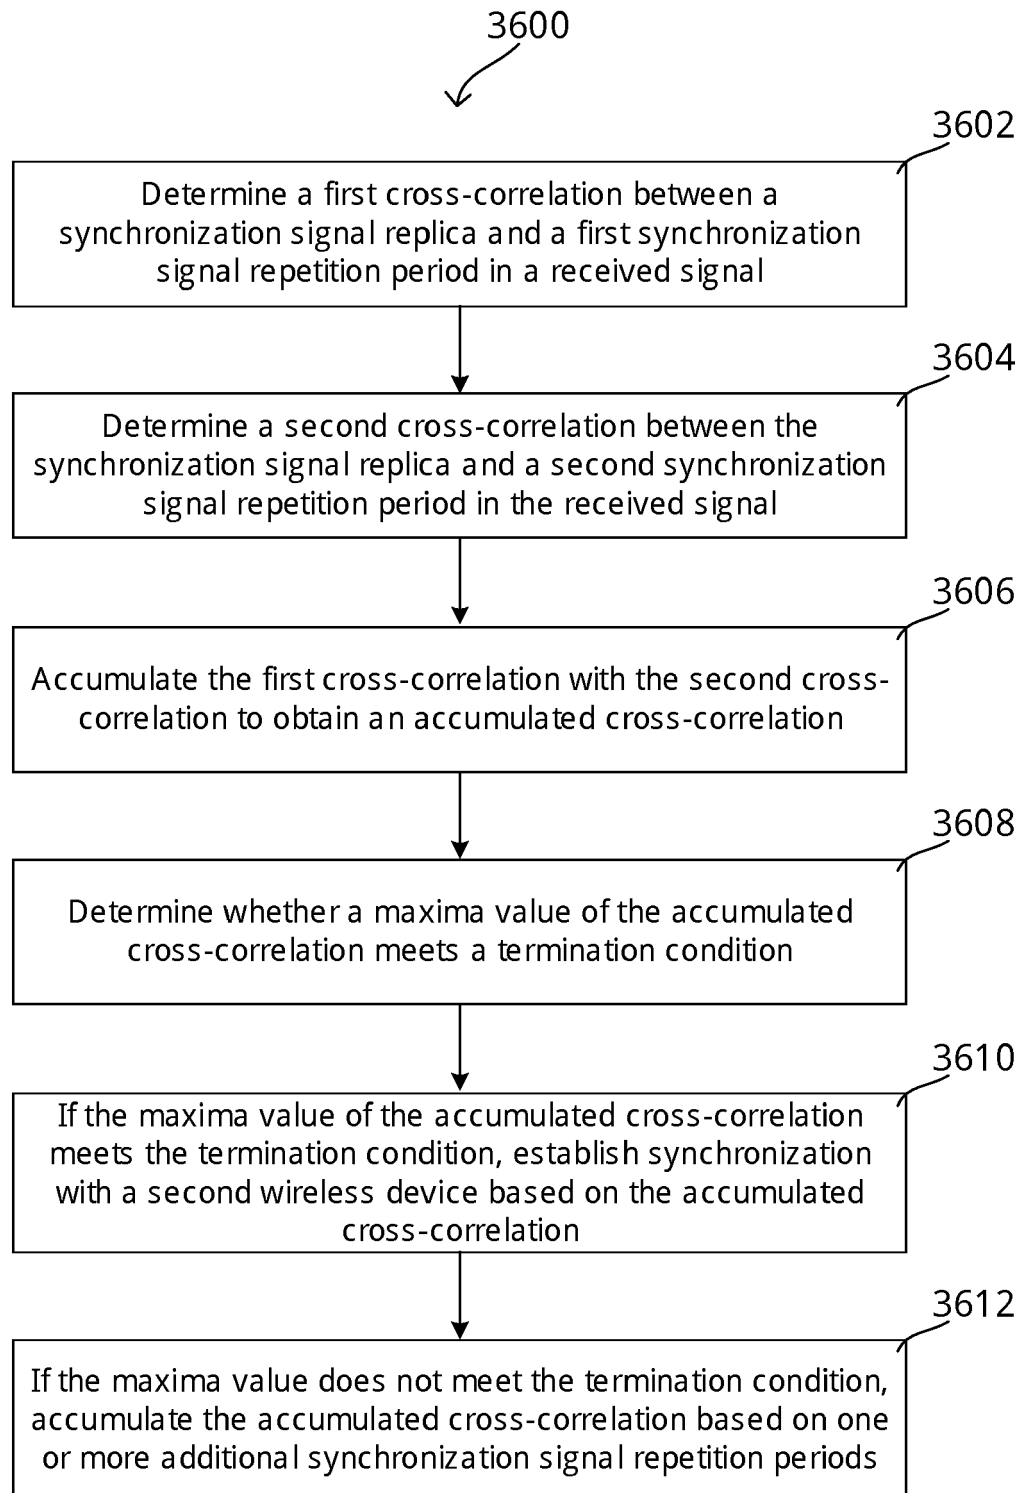 3600
3602
Determine a first cross-correlation between a
synchronization signal replica and a first synchronization
signal repetition period in a received signal
3604
Determine a second cross-correlation between the
synchronization signal replica and a second synchronization
signal repetition period in the received signal
3606
Accumulate the first cross-correlation with the second cross-
correlation to obtain an accumulated cross-correlation
3608
Determine whether a maxima value of the accumulated
cross-correlation meets a termination condition
3610
If the maxima value of the accumulated cross-correlation
meets the termination condition, establish synchronization
with a second wireless device based on the accumulated
cross-correlation
3612
If the maxima value does not meet the termination condition,
accumulate the accumulated cross-correlation based on one
or more additional synchronization signal repetition periods